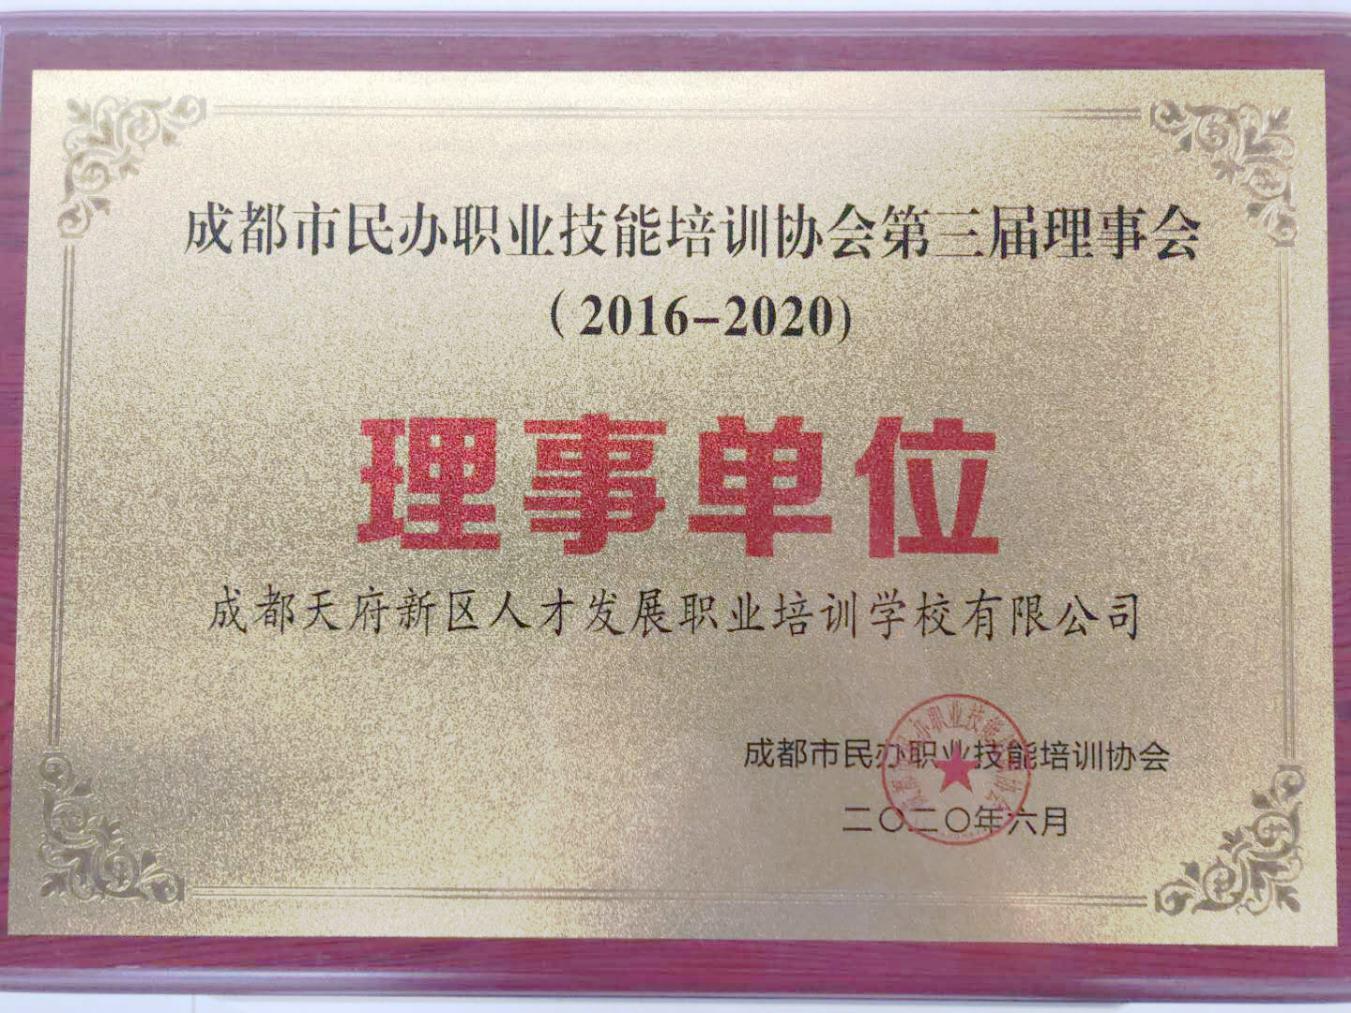 成都市民办职业技能培训协会第三届理事会
（2016-2020)
理事单位
成都天府新区人才发展职业培训学校有限公司
成都市民办职业技能培训协会
二〇二〇年六月